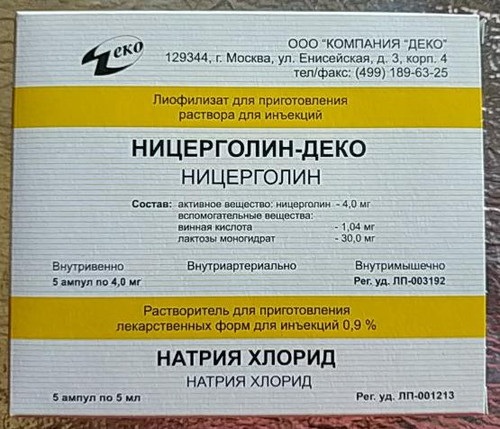 Деко
ООО "КОМПАНИЯ "ДЕКО"
129344, г. Москва, ул. Енисейская, д. 3, корп. 4
тел/факс: (499) 189-63-25
Лиофилизат для приготовления
раствора для инъекций
НИЦЕРГОЛИН-ДЕКО
НИЦЕРГОЛИН
Состав: активное вещество: ницерголин - 4,0 мг
вспомогательные вещества:
винная кислота - 1,04 мг
лактозы моногидрат - 30,0 мг
Внутривенно Внутриартериально Внутримышечно
5 ампул по 4,0 мг Рег. уд. ЛП-003192
Растворитель для приготовления
лекарственных форм для инъекций 0,9 %
НАТРИЯ ХЛОРИД
НАТРИЯ ХЛОРИД
5 ампул по 5 мл Рег. уд. ЛП-001213